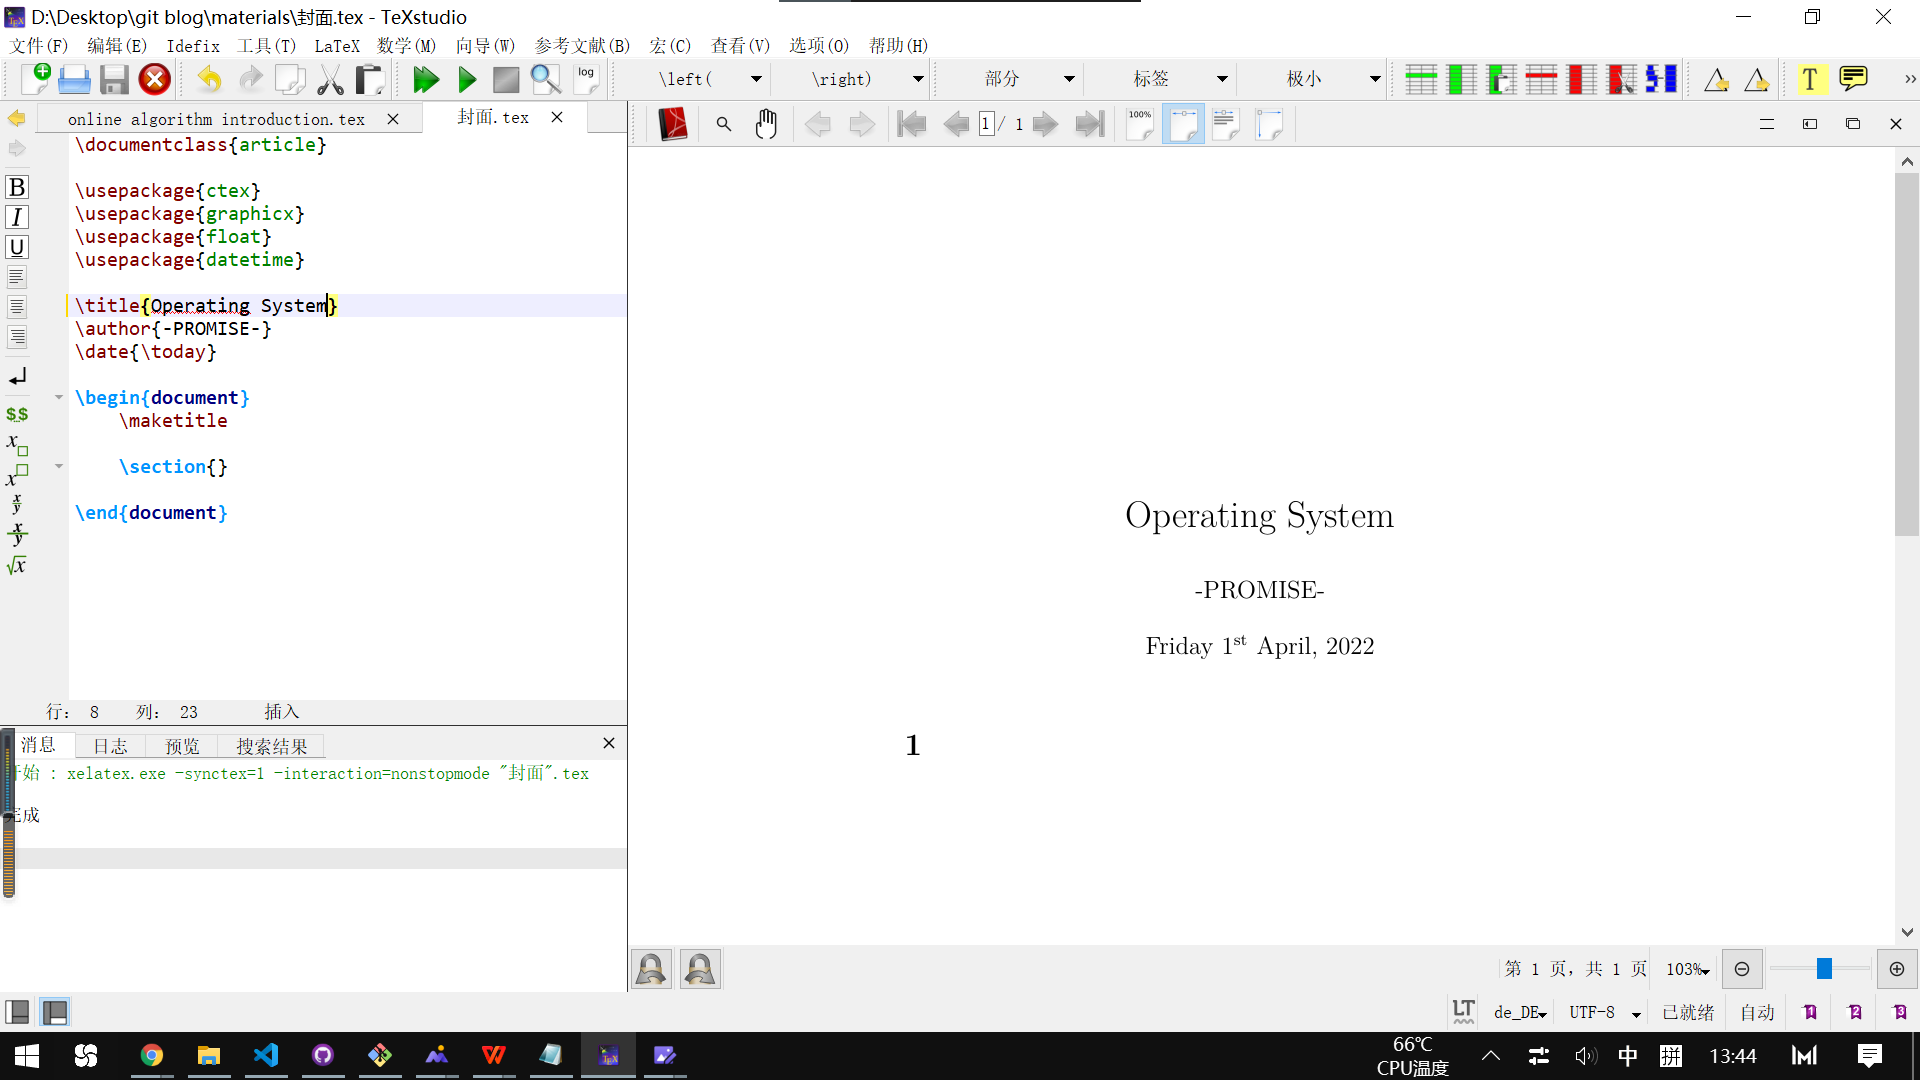 D:\Desktop\git blog\materials\封面.tex - TeXstudio
文件(F) 编辑(E) Idefix 工具(T) LaTeX 数学(M) 向导(W) 参考文献(B) 宏(C) 查看(V) 选项(O) 帮助(H)
log \left( \right) 部分 标签 极小 T
online algorithm introduction.tex 封面.tex
1 / 1 100%
\documentclass{article}
\usepackage{ctex}
\usepackage{graphicx}
\usepackage{float}
\usepackage{datetime}
\title{Operating System}
\author{-PROMISE-}
\date{\today}
\begin{document}
\maketitle
\section{}
\end{document}
B
I
U
$$
x
x
x/y
x/y
√x
行: 8 列: 23 插入
消息 日志 预览 搜索结果
开始 : xelatex.exe -synctex=1 -interaction=nonstopmode "封面".tex
完成
Operating System
-PROMISE-
Friday 1st April, 2022
1
第 1 页，共 1 页 103%
LT de_DE UTF-8 已就绪 自动 1 2 3
66℃
CPU温度
中 拼 13:44